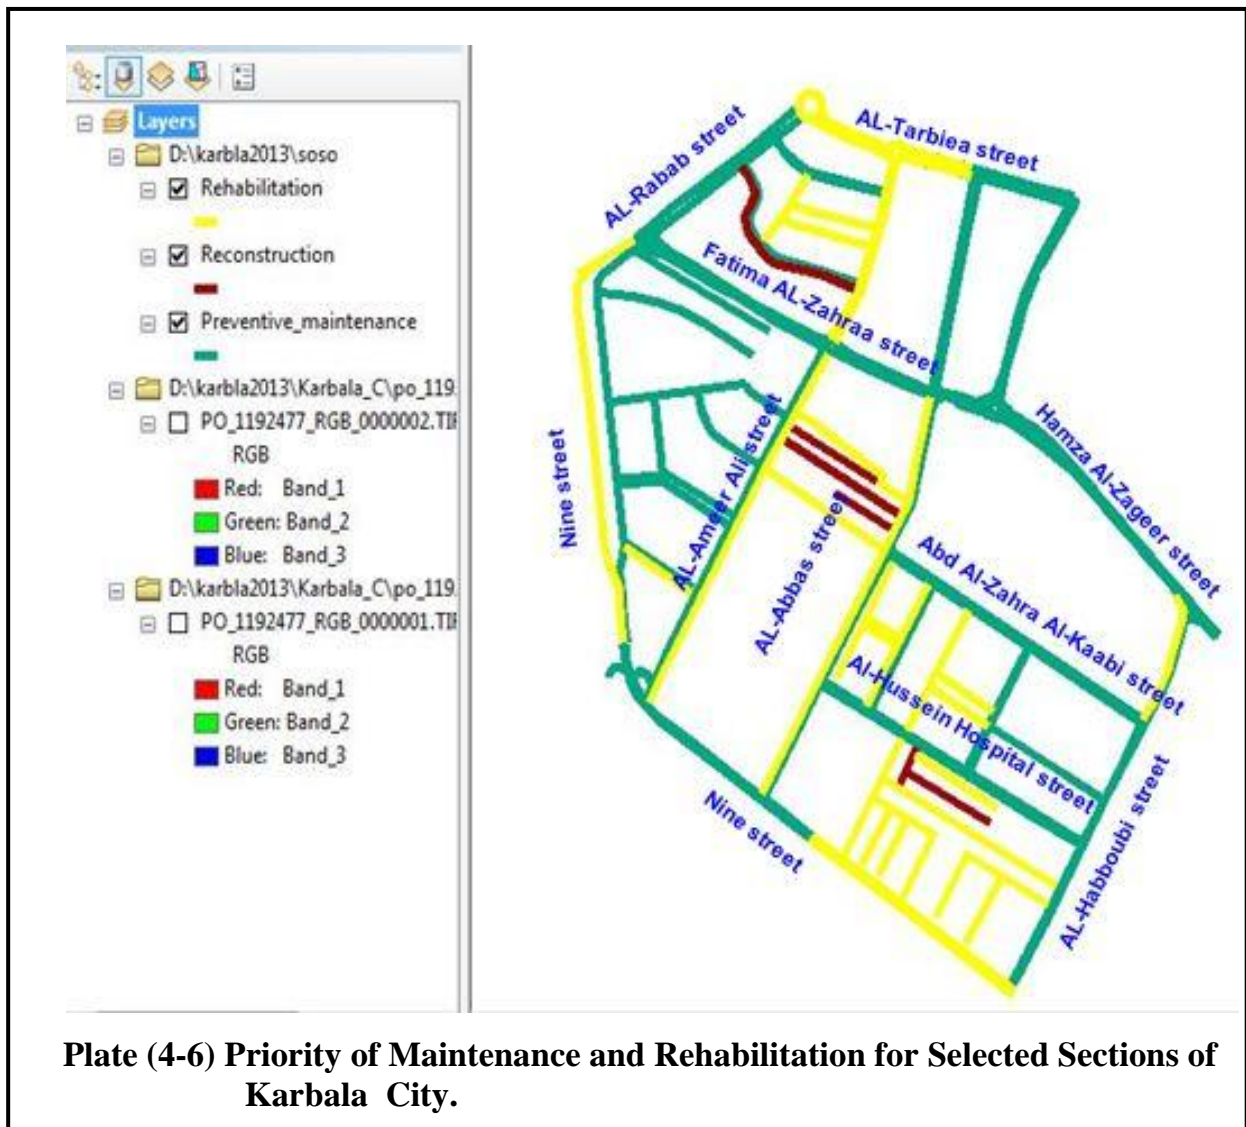 Layers
D:\karbla2013\soso
Rehabilitation
Reconstruction
Preventive_maintenance
D:\karbla2013\Karbala_C\po_119
PO_1192477_RGB_0000002.TI
RGB
Red: Band_1
Green: Band_2
Blue: Band_3
D:\karbla2013\Karbala_C\po_119
PO_1192477_RGB_0000001.TI
RGB
Red: Band_1
Green: Band_2
Blue: Band_3
AL-Rabab street
AL-Tarbiea street
Fatima AL-Zahraa street
Nine street
AL-Ameer Ali street
Hamza Al-Zageer street
AL-Abbas street
Abd Al-Zahra Al-Kaabi street
Al-Hussein Hospital street
Nine street
AL-Habboubi street
Plate (4-6) Priority of Maintenance and Rehabilitation for Selected Sections of
Karbala City.